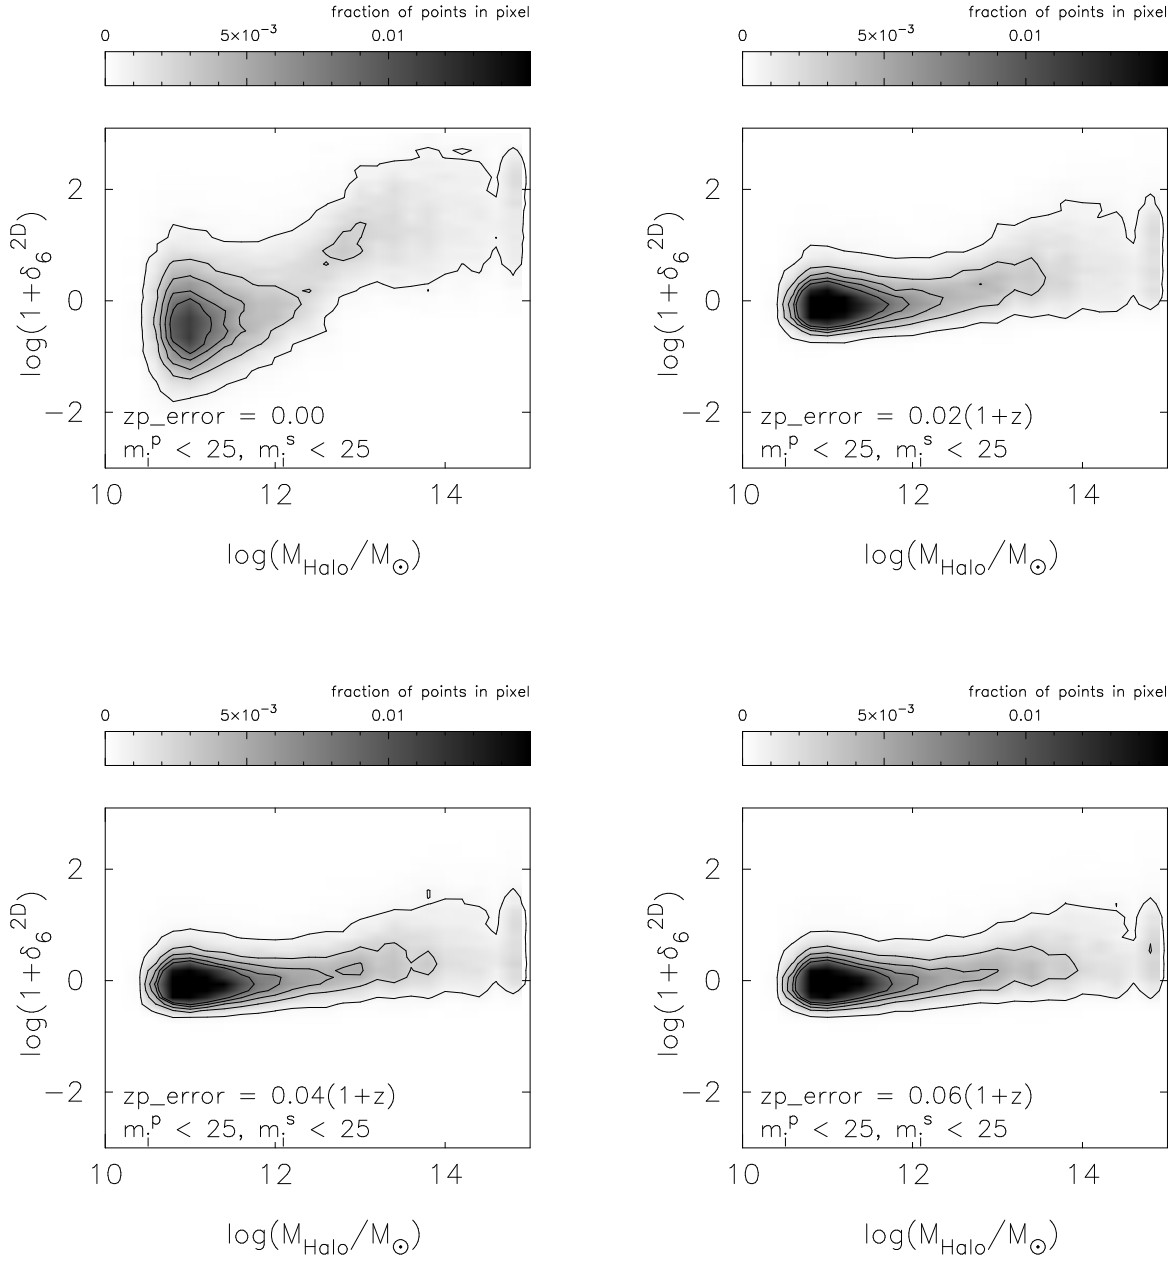 fraction of points in pixel
0 5×10⁻³ 0.01
log(1+δ₆²ᴰ)
2
0
−2
zp_error = 0.00
mᵢᵖ < 25, mᵢˢ < 25
10 12 14
log(M_Halo/M_⊙)
fraction of points in pixel
0 5×10⁻³ 0.01
log(1+δ₆²ᴰ)
2
0
−2
zp_error = 0.02(1+z)
mᵢᵖ < 25, mᵢˢ < 25
10 12 14
log(M_Halo/M_⊙)
fraction of points in pixel
0 5×10⁻³ 0.01
log(1+δ₆²ᴰ)
2
0
−2
zp_error = 0.04(1+z)
mᵢᵖ < 25, mᵢˢ < 25
10 12 14
log(M_Halo/M_⊙)
fraction of points in pixel
0 5×10⁻³ 0.01
log(1+δ₆²ᴰ)
2
0
−2
zp_error = 0.06(1+z)
mᵢᵖ < 25, mᵢˢ < 25
10 12 14
log(M_Halo/M_⊙)